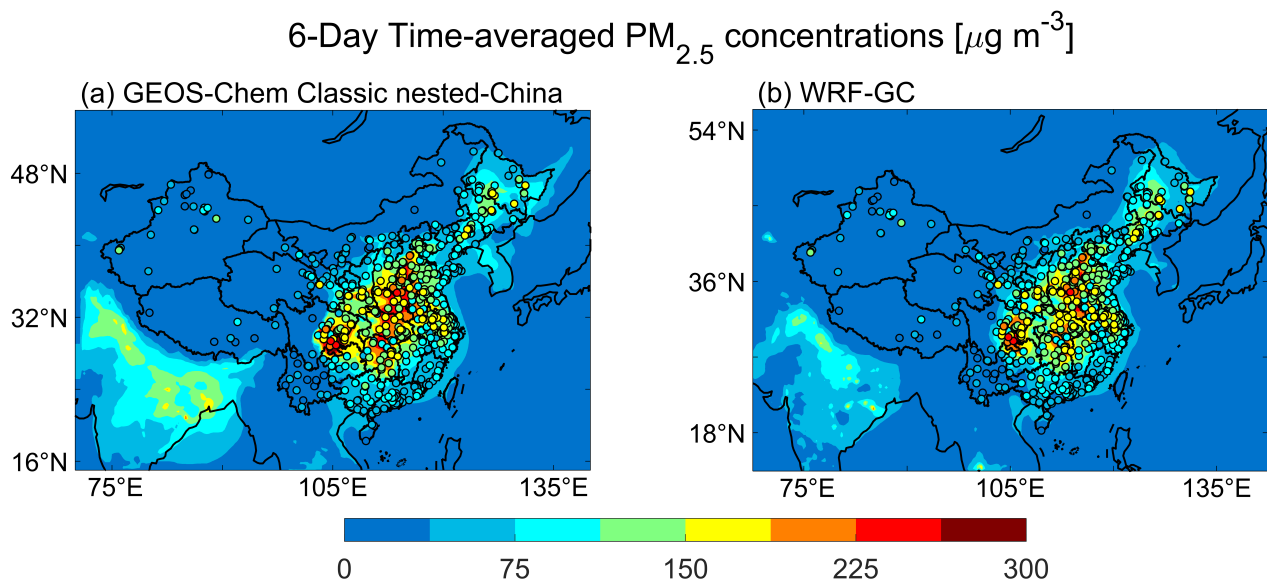 6-Day Time-averaged PM2.5 concentrations [μg m-3]
(a) GEOS-Chem Classic nested-China
(b) WRF-GC
48°N
32°N
16°N
75°E
105°E
135°E
54°N
36°N
18°N
75°E
105°E
135°E
0
75
150
225
300